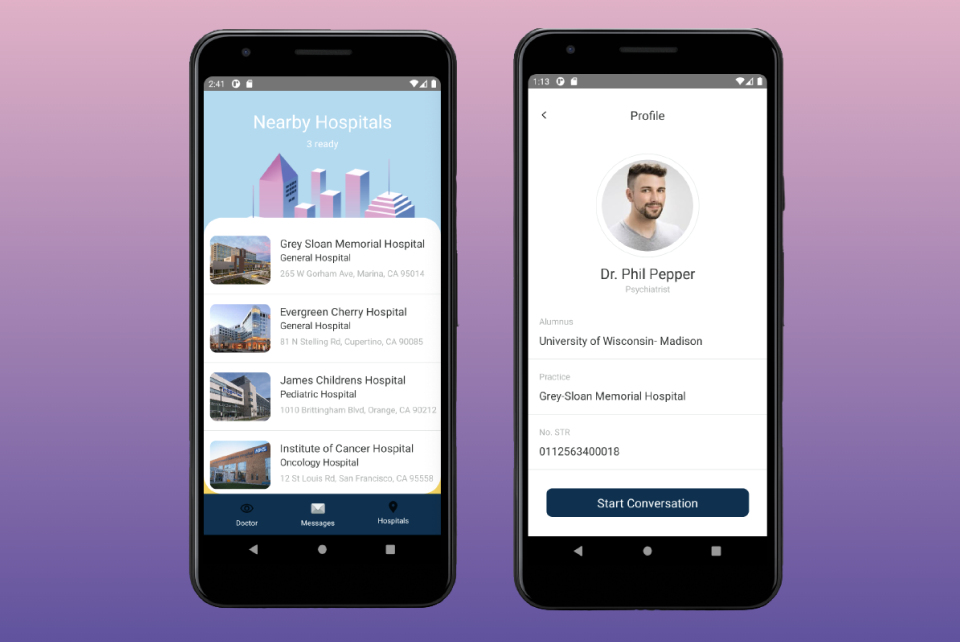 2:41
Nearby Hospitals
3 ready
Grey Sloan Memorial Hospital
General Hospital
265 W Gorham Ave, Marina, CA 95014
Evergreen Cherry Hospital
General Hospital
81 N Stelling Rd, Cupertino, CA 90085
James Childrens Hospital
Pediatric Hospital
1010 Brittingham Blvd, Orange, CA 90212
Institute of Cancer Hospital
Oncology Hospital
12 St Louis Rd, San Francisco, CA 95558
Doctor
Messages
Hospitals
1:13
Profile
Dr. Phil Pepper
Psychiatrist
Alumnus
University of Wisconsin- Madison
Practice
Grey-Sloan Memorial Hospital
No. STR
0112563400018
Start Conversation